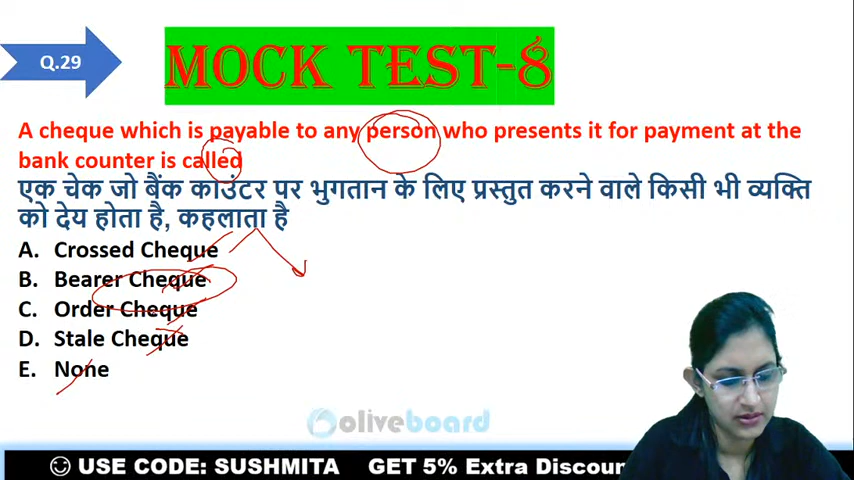 Q.29
MOCK TEST-8
A cheque which is payable to any person who presents it for payment at the
bank counter is called
एक चेक जो बैंक काउंटर पर भुगतान के लिए प्रस्तुत करने वाले किसी भी व्यक्ति
को देय होता है, कहलाता है
A. Crossed Cheque
B. Bearer Cheque
C. Order Cheque
D. Stale Cheque
E. None
oliveboard
USE CODE: SUSHMITA GET 5% Extra Discoun